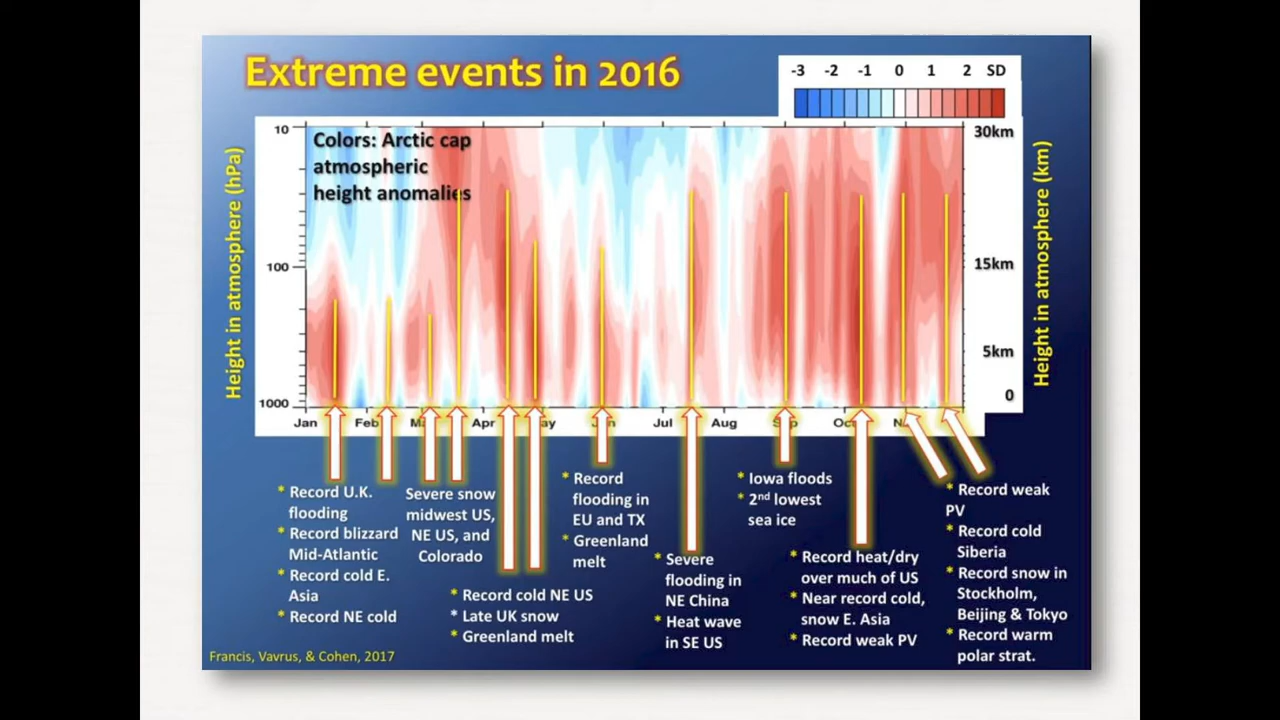 Extreme events in 2016
-3 -2 -1 0 1 2 SD
Colors: Arctic cap
atmospheric
height anomalies
Height in atmosphere (hPa)
10
100
1000
30km
15km
5km
0
Height in atmosphere (km)
Jan Feb Apr Jul Aug
* Record U.K.
flooding
* Record blizzard
Mid-Atlantic
* Record cold E.
Asia
* Record NE cold
Severe snow
midwest US,
NE US, and
Colorado
* Record cold NE US
* Late UK snow
* Greenland melt
* Record
flooding in
EU and TX
* Greenland
melt
* Severe
flooding in
NE China
* Heat wave
in SE US
* Iowa floods
* 2nd lowest
sea ice
* Record heat/dry
over much of US
* Near record cold,
snow E. Asia
* Record weak PV
* Record weak
PV
* Record cold
Siberia
* Record snow in
Stockholm,
Beijing & Tokyo
* Record warm
polar strat.
Francis, Vavrus, & Cohen, 2017